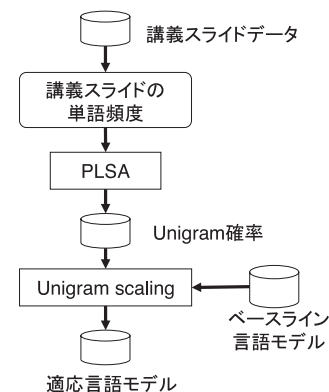 講義スライドデータ
講義スライドの
単語頻度
PLSA
Unigram確率
Unigram scaling
ベースライン
言語モデル
適応言語モデル